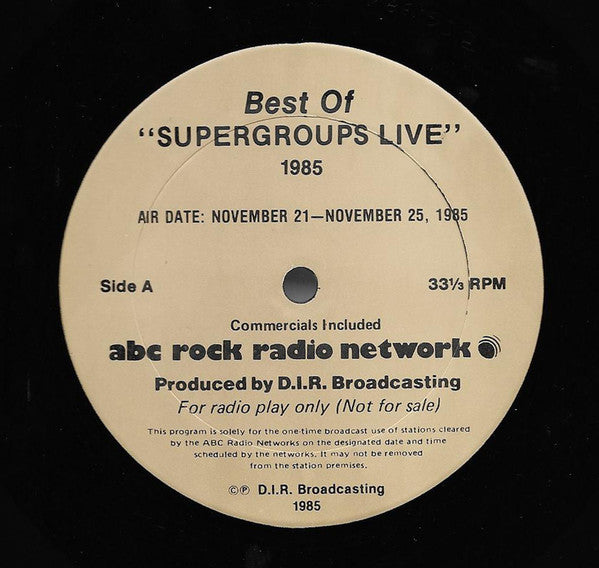 Best Of
"SUPERGROUPS LIVE"
1985
AIR DATE: NOVEMBER 21—NOVEMBER 25, 1985
Side A 33⅓ RPM
Commercials Included
abc rock radio network
Produced by D.I.R. Broadcasting
For radio play only (Not for sale)
This program is solely for the one-time broadcast use of stations cleared
by the ABC Radio Networks on the designated date and time
scheduled by the networks. It may not be removed
from the station premises.
©℗ D.I.R. Broadcasting
1985